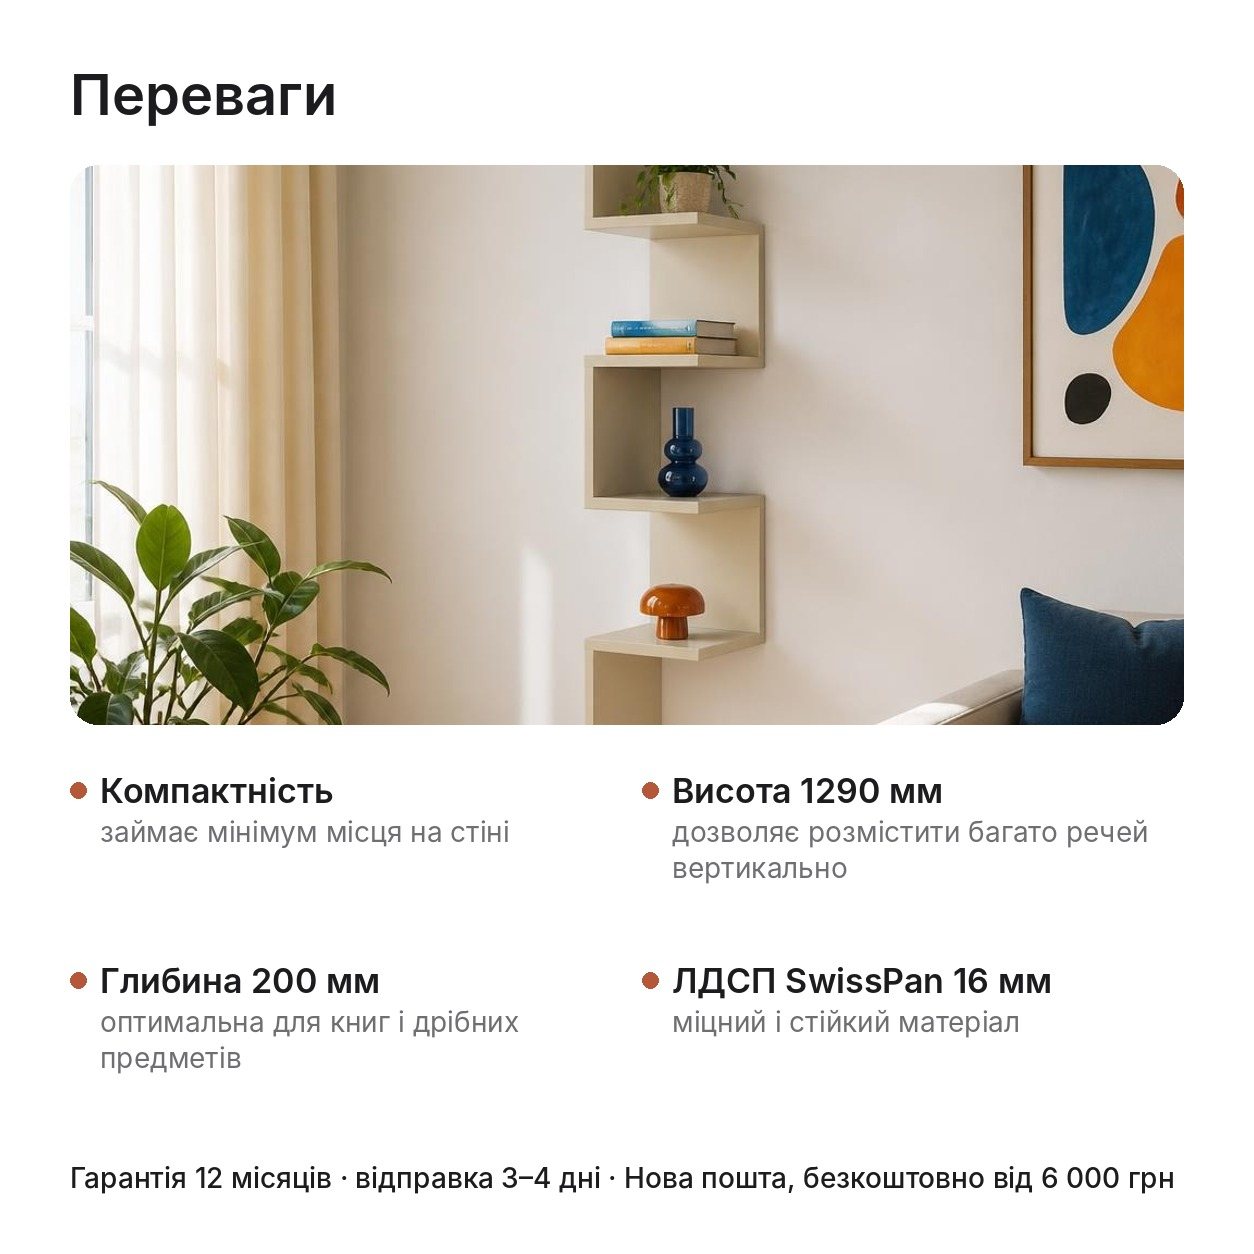 Переваги
Компактність
займає мінімум місця на стіні
Висота 1290 мм
дозволяє розмістити багато речей
вертикально
Глибина 200 мм
оптимальна для книг і дрібних
предметів
ЛДСП SwissPan 16 мм
міцний і стійкий матеріал
Гарантія 12 місяців · відправка 3–4 дні · Нова пошта, безкоштовно від 6 000 грн